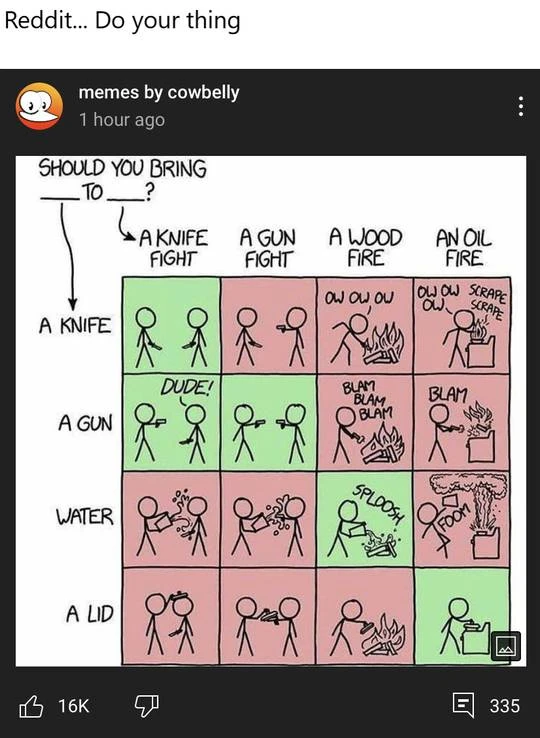 Reddit... Do your thing
memes by cowbelly
1 hour ago
SHOULD YOU BRING
___ TO ___?
A KNIFE FIGHT
A GUN FIGHT
A WOOD FIRE
AN OIL FIRE
A KNIFE
OW OW OW
OW OW OW
SCRAPE SCRAPE
A GUN
DUDE!
BLAM
BLAM
BLAM
BLAM
WATER
SPLOOSH
FOOM
A LID
16K
335